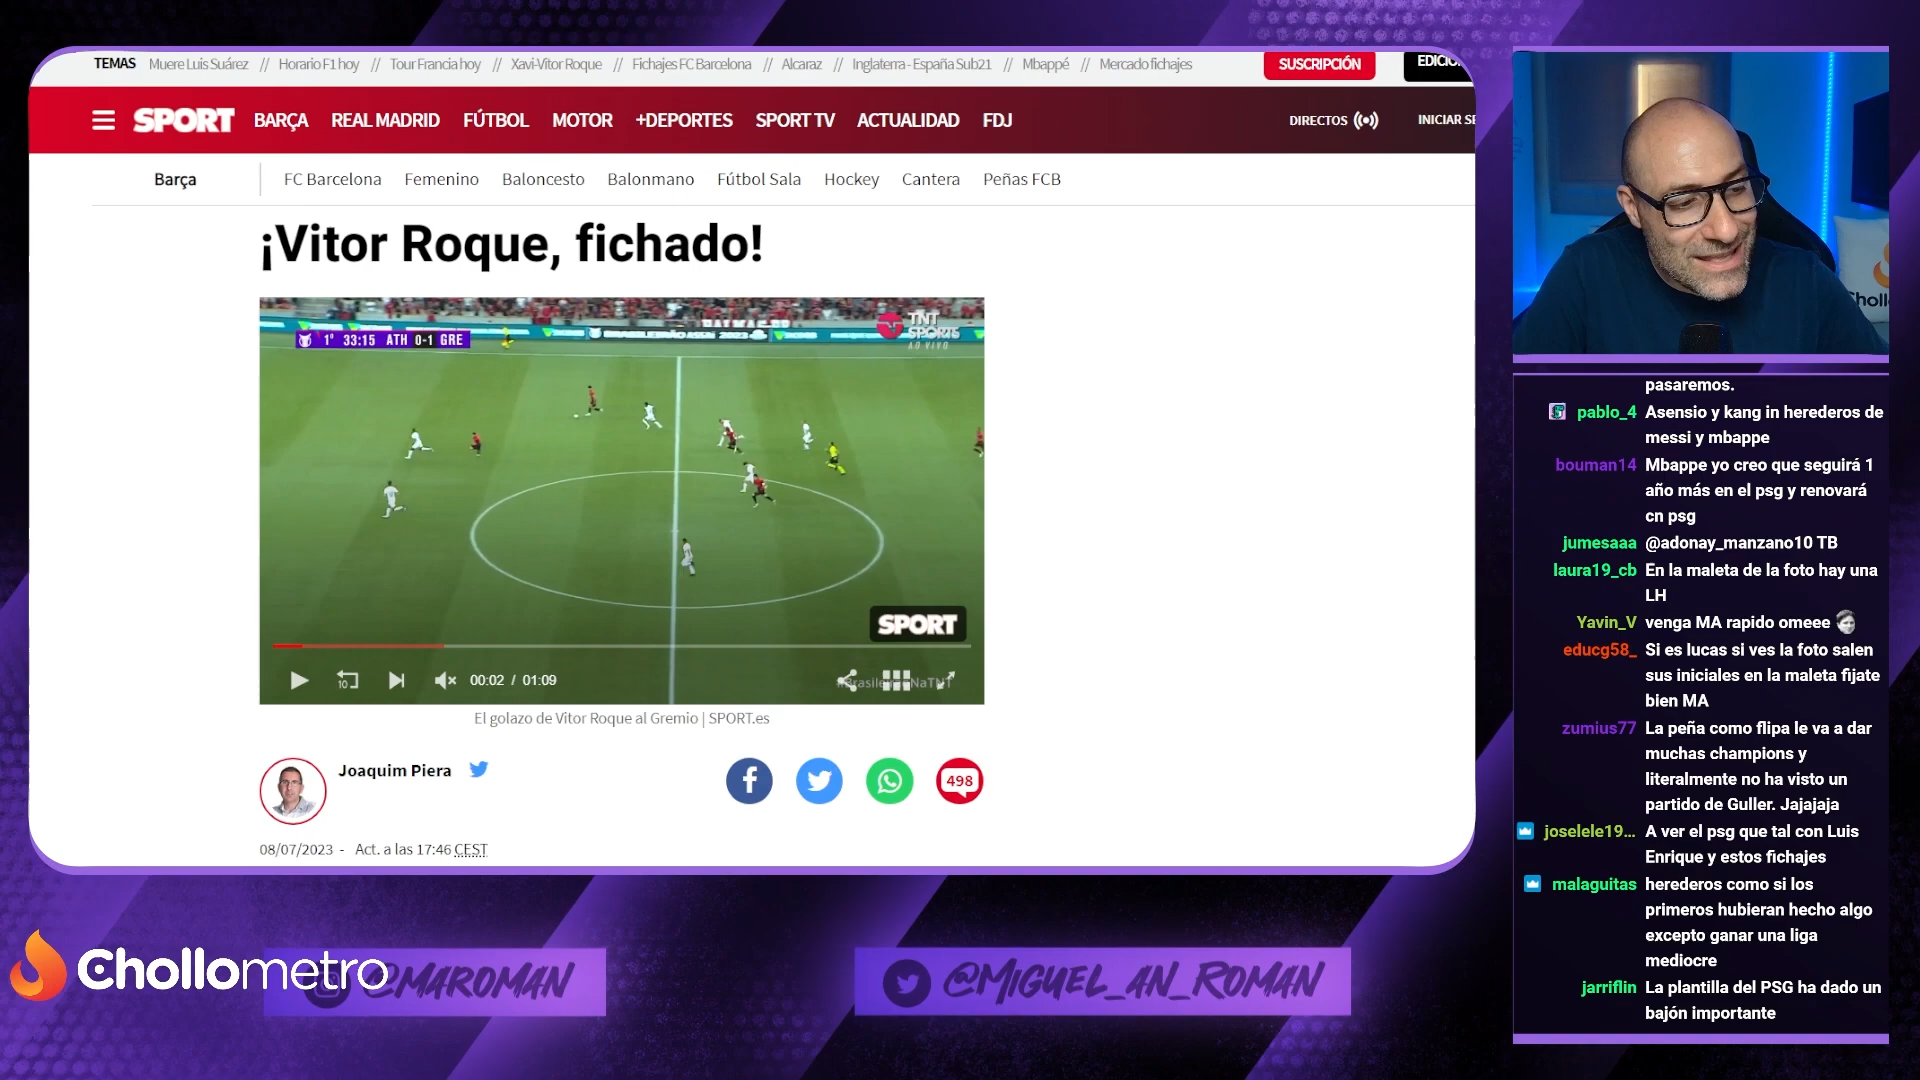 TEMAS Muere Luis Suárez // Horario F1 hoy // Tour Francia hoy // Xavi-Vitor Roque // Fichajes FC Barcelona // Alcaraz // Inglaterra - España Sub21 // Mbappé // Mercado fichajes SUSCRIPCIÓN
SPORT BARÇA REAL MADRID FÚTBOL MOTOR +DEPORTES SPORT TV ACTUALIDAD FDJ DIRECTOS INICIAR SE
Barça FC Barcelona Femenino Baloncesto Balonmano Fútbol Sala Hockey Cantera Peñas FCB
¡Vitor Roque, fichado!
TNT
SPORTS
AO VIVO
1º 33:15 ATH 0-1 GRE
SPORT
10 00:02 / 01:09
El golazo de Vitor Roque al Gremio | SPORT.es
Joaquim Piera
498
08/07/2023 - Act. a las 17:46 CEST
Chollometro
@MAROMAN
@MIGUEL_AN_ROMAN
pasaremos.
pablo_4 Asensio y kang in herederos de
messi y mbappe
bouman14 Mbappe yo creo que seguirá 1
año más en el psg y renovará
cn psg
jumesaaa @adonay_manzano10 TB
laura19_cb En la maleta de la foto hay una
LH
Yavin_V venga MA rapido omeee
educg58_ Si es lucas si ves la foto salen
sus iniciales en la maleta fijate
bien MA
zumius77 La peña como flipa le va a dar
muchas champions y
literalmente no ha visto un
partido de Guller. Jajajaja
joselele19... A ver el psg que tal con Luis
Enrique y estos fichajes
malaguitas herederos como si los
primeros hubieran hecho algo
excepto ganar una liga
mediocre
jarriflin La plantilla del PSG ha dado un
bajón importante